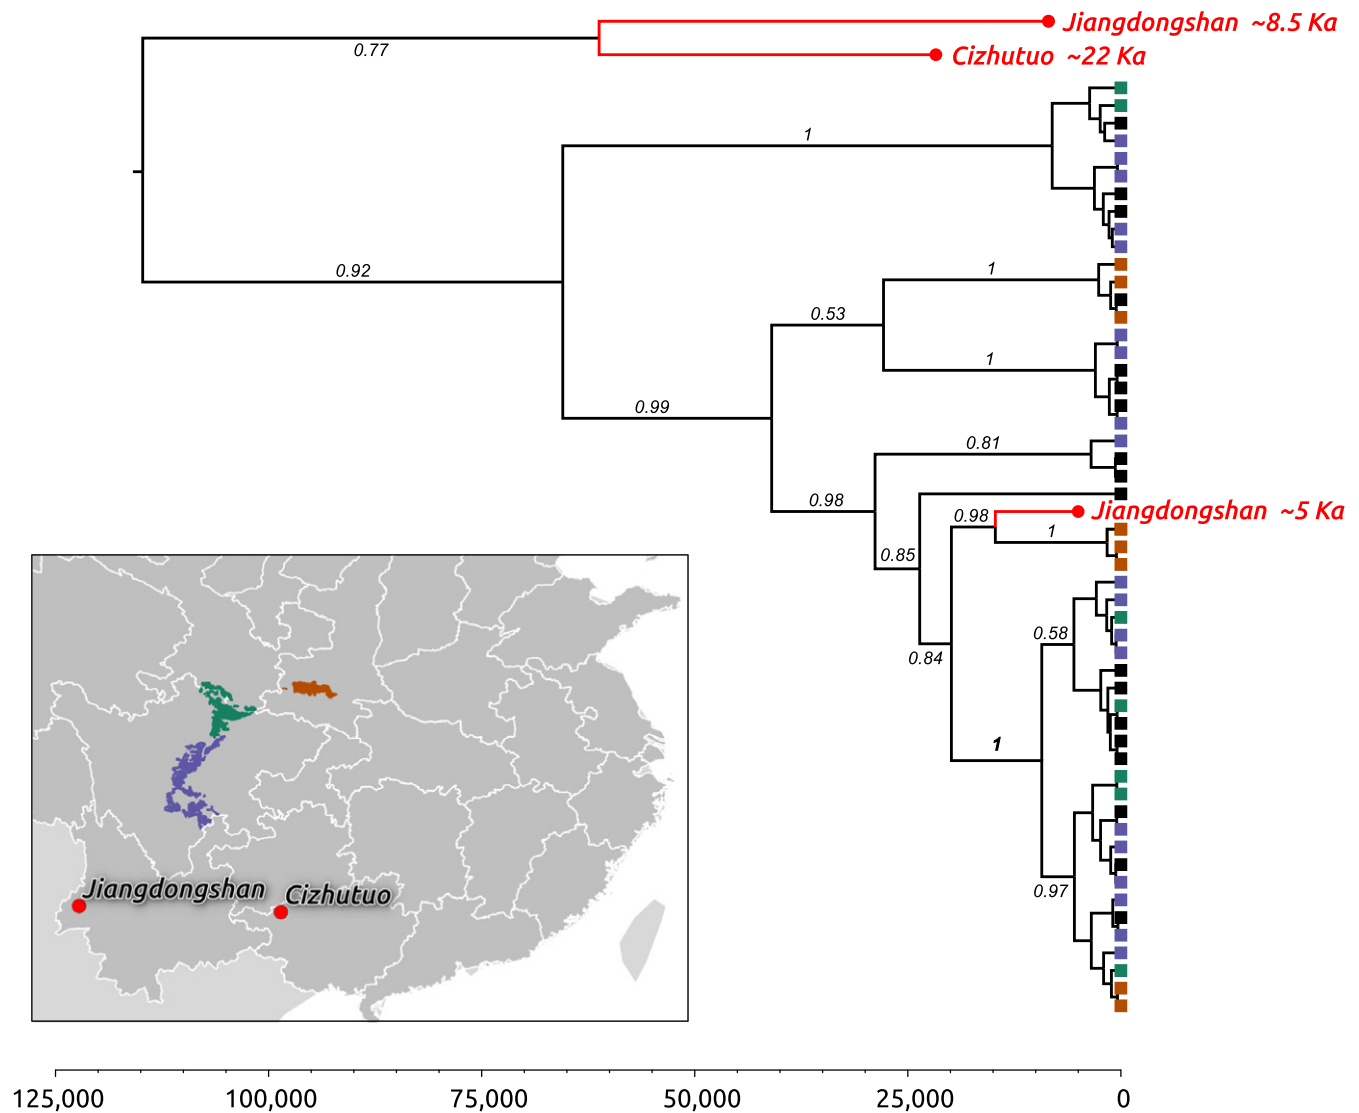 Jiangdongshan ~8.5 Ka
0.77
Cizhutuo ~22 Ka
1
0.92
1
0.53
1
0.99
0.81
0.98
Jiangdongshan ~5 Ka
0.98
1
0.85
0.58
0.84
1
0.97
Jiangdongshan
Cizhutuo
125,000 100,000 75,000 50,000 25,000 0